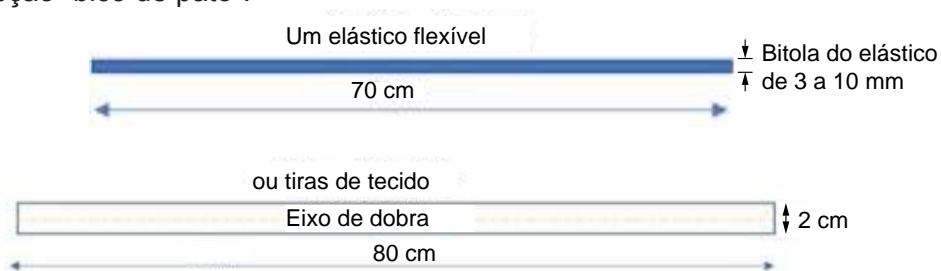 Um elástico flexível
Bitola do elástico
de 3 a 10 mm
70 cm
ou tiras de tecido
Eixo de dobra
2 cm
80 cm